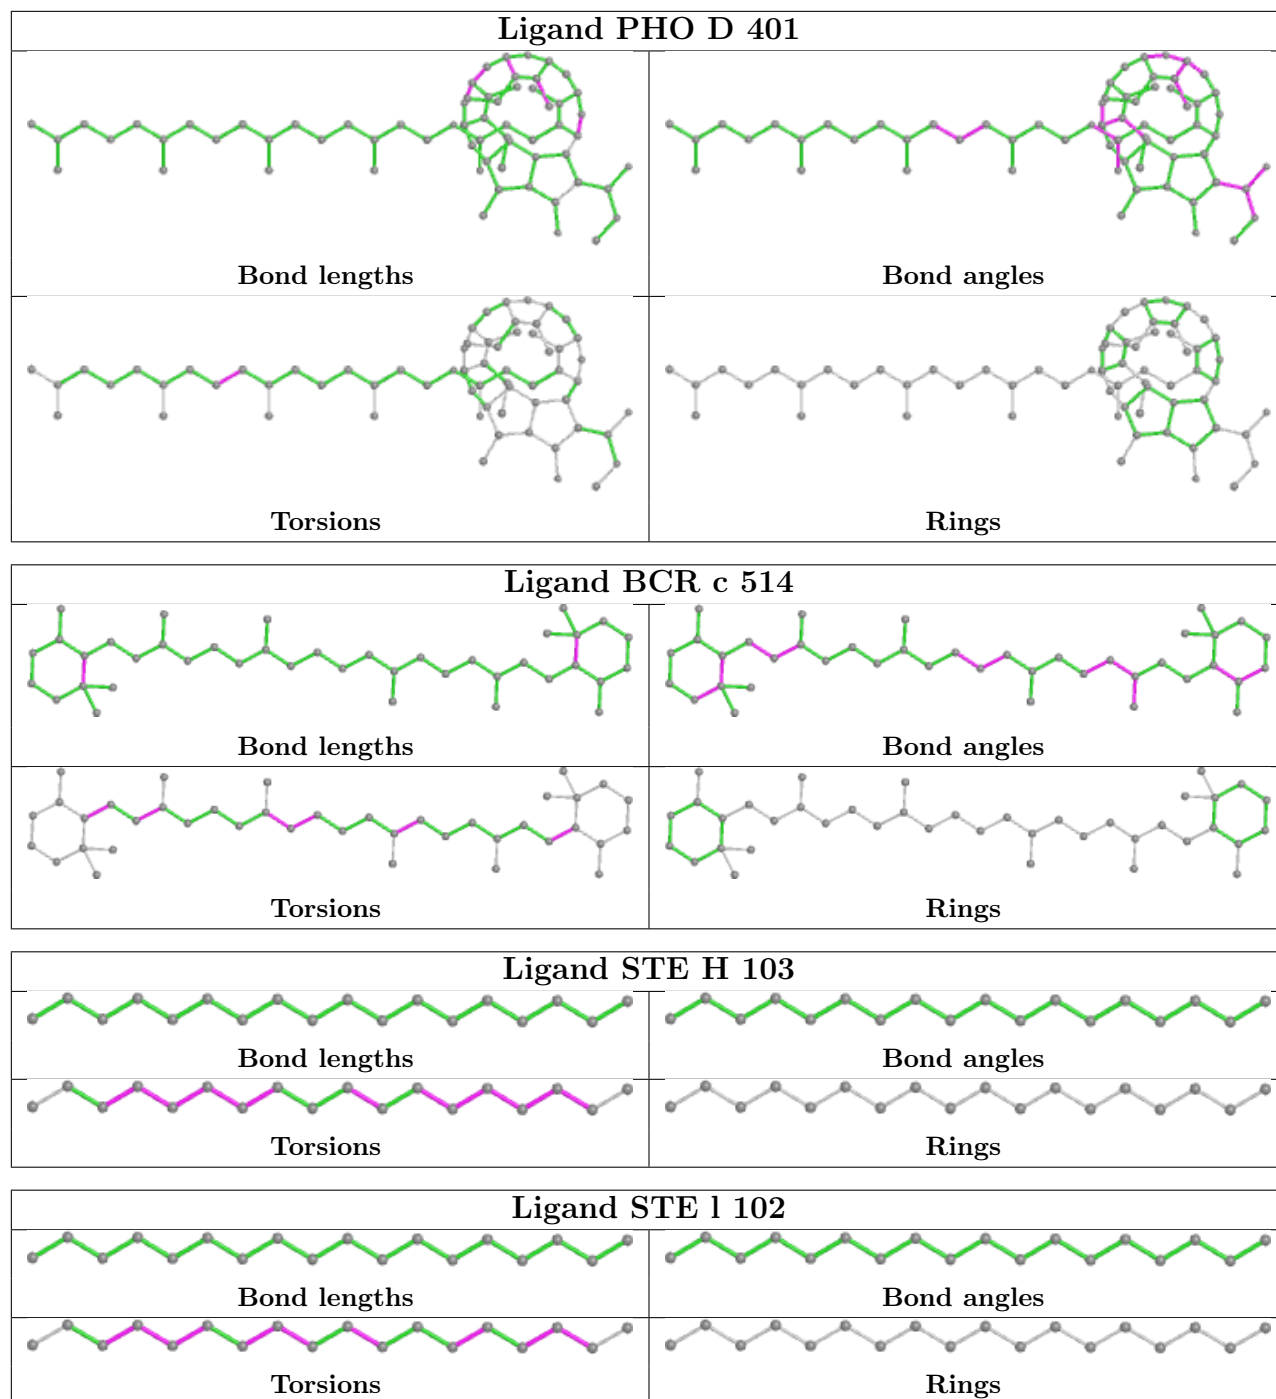 Ligand PHO D 401
Bond lengths
Bond angles
Torsions
Rings
Ligand BCR c 514
Bond lengths
Bond angles
Torsions
Rings
Ligand STE H 103
Bond lengths
Bond angles
Torsions
Rings
Ligand STE l 102
Bond lengths
Bond angles
Torsions
Rings